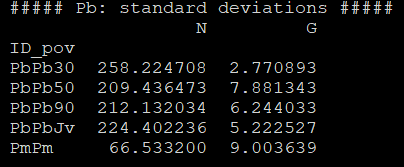 ##### Pb: standard deviations #####
                  N         G
ID_pov
PbPb30   258.224708  2.770893
PbPb50   209.436473  7.881343
PbPb90   212.132034  6.244033
PbPbJv   224.402236  5.222527
PmPm      66.533200  9.003639